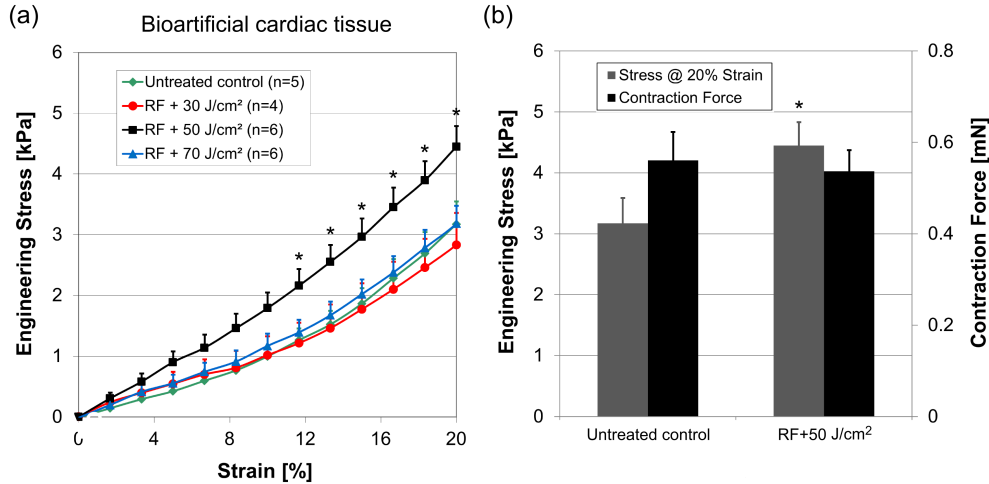 (a)
Bioartificial cardiac tissue
Engineering Stress [kPa]
6
5
4
3
2
1
0
Untreated control (n=5)
RF + 30 J/cm² (n=4)
RF + 50 J/cm² (n=6)
RF + 70 J/cm² (n=6)
* * * * * * *
0 4 8 12 16 20
Strain [%]
(b)
Engineering Stress [kPa]
6
5
4
3
2
1
0
Stress @ 20% Strain
Contraction Force
*
Untreated control RF+50 J/cm²
0.8
0.6
0.4
0.2
0
Contraction Force [mN]